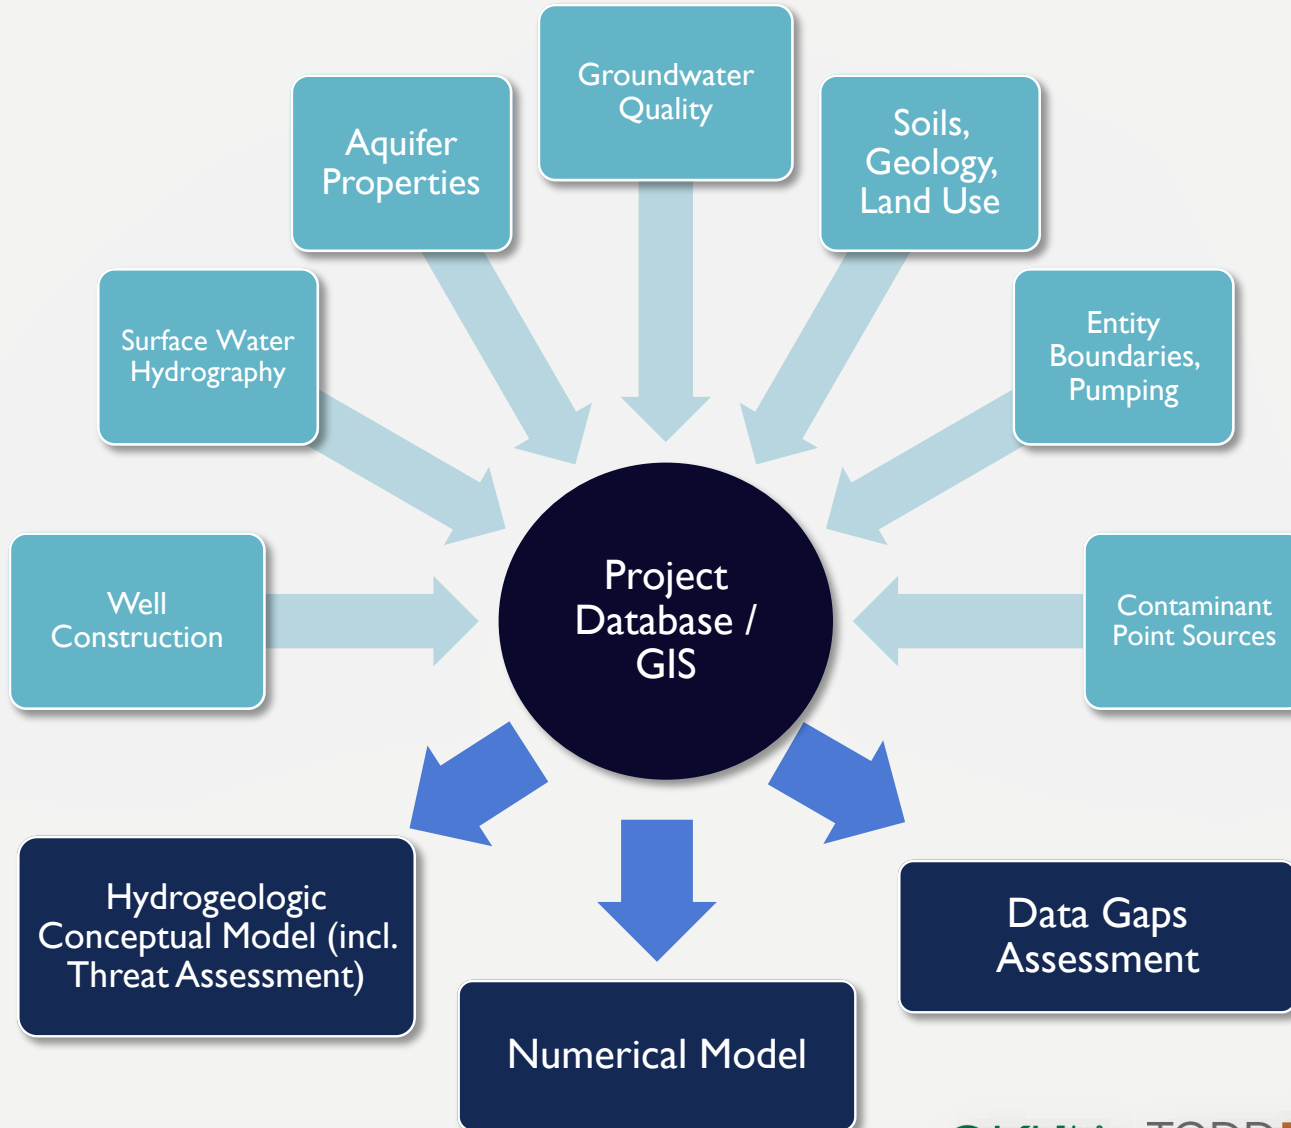 Groundwater
Quality
Aquifer
Properties
Soils,
Geology,
Land Use
Surface Water
Hydrography
Entity
Boundaries,
Pumping
Well
Construction
Project
Database /
GIS
Contaminant
Point Sources
Hydrogeologic
Conceptual Model (incl.
Threat Assessment)
Data Gaps
Assessment
Numerical Model
TODD